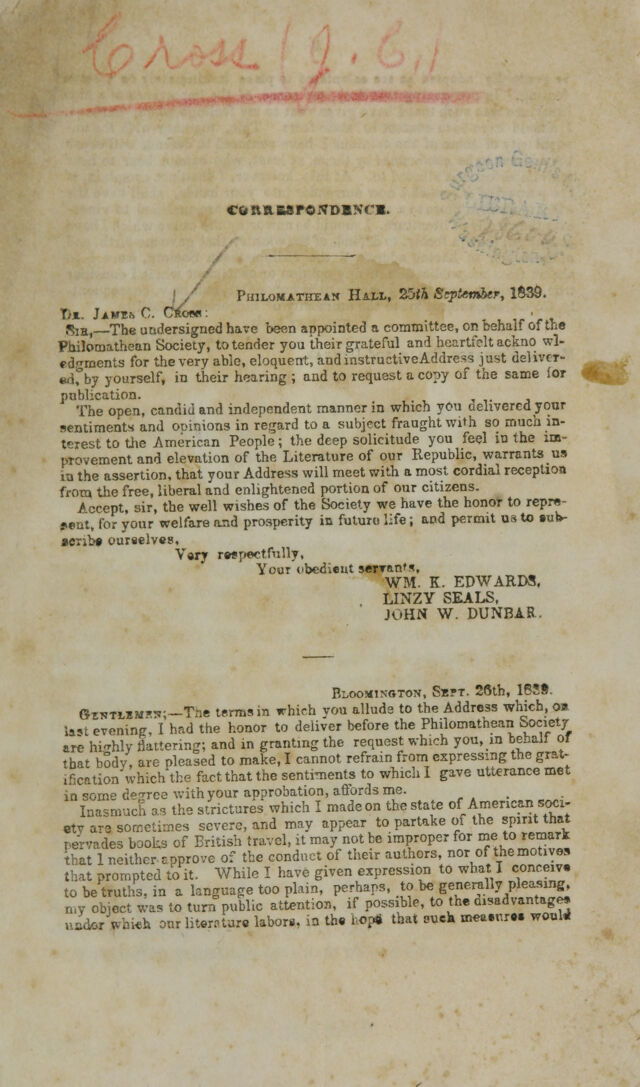 Cross (J. C.)
Surgeon Gen'l's
LIBRARY
Washington, D.C.
CORRESPONDENCE.
PHILOMATHEAN HALL, 25th September, 1839.
DR. JAMES C. CROSS:
SIR,—The undersigned have been appointed a committee, on behalf of the
Philomathean Society, to tender you their grateful and heartfelt ackno wl-
edgments for the very able, eloquent, and instructive Address just deliver-
ed, by yourself, in their hearing; and to request a copy of the same for
publication.
The open, candid and independent manner in which you delivered your
sentiments and opinions in regard to a subject fraught with so much in-
terest to the American People; the deep solicitude you feel in the im-
provement and elevation of the Literature of our Republic, warrants us
in the assertion, that your Address will meet with a most cordial reception
from the free, liberal and enlightened portion of our citizens.
Accept, sir, the well wishes of the Society we have the honor to repre-
sent, for your welfare and prosperity in future life; and permit us to sub-
scribe ourselves,
Very respectfully,
Your obedient servants,
WM. K. EDWARDS,
LINZY SEALS,
JOHN W. DUNBAR.
BLOOMINGTON, SEPT. 26th, 1839.
GENTLEMEN;—The terms in which you allude to the Address which, on
last evening, I had the honor to deliver before the Philomathean Society
are highly flattering; and in granting the request which you, in behalf of
that body, are pleased to make, I cannot refrain from expressing the grat-
ification which the fact that the sentiments to which I gave utterance met
in some degree with your approbation, affords me.
Inasmuch as the strictures which I made on the state of American soci-
ety are sometimes severe, and may appear to partake of the spirit that
pervades books of British travel, it may not be improper for me to remark
that I neither approve of the conduct of their authors, nor of the motives
that prompted to it. While I have given expression to what I conceive
to be truths, in a language too plain, perhaps, to be generally pleasing,
my object was to turn public attention, if possible, to the disadvantages
under which our literature labors, in the hope that such measures would